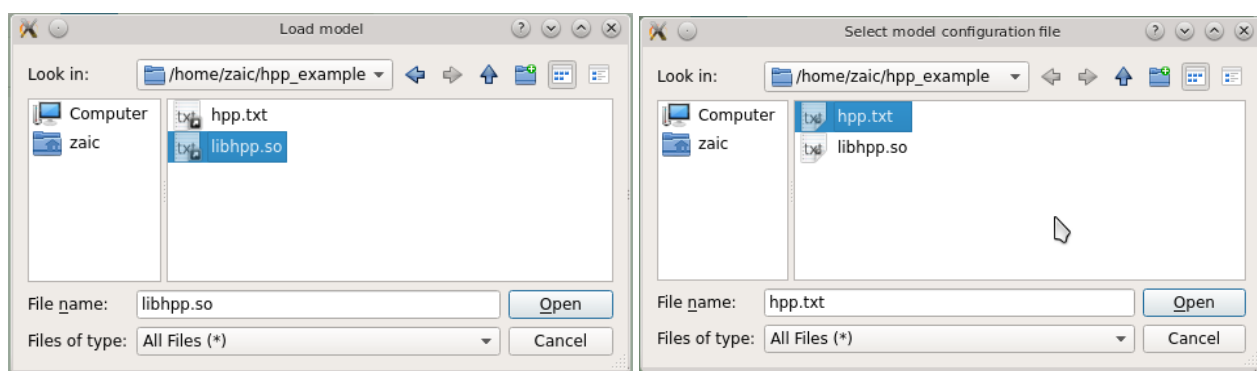 Load model
Look in: /home/zaic/hpp_example
Computer
zaic
hpp.txt
libhpp.so
File name: libhpp.so Open
Files of type: All Files (*) Cancel
Select model configuration file
Look in: /home/zaic/hpp_example
Computer
zaic
hpp.txt
libhpp.so
File name: hpp.txt Open
Files of type: All Files (*) Cancel